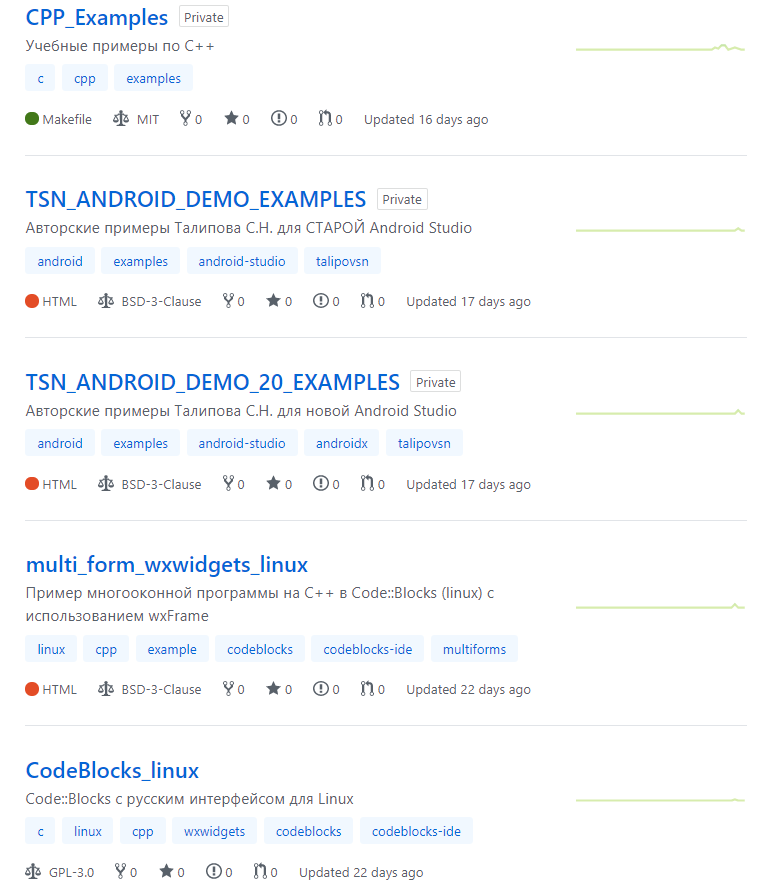 CPP_Examples Private
Учебные примеры по C++
c cpp examples
Makefile MIT 0 0 0 0 Updated 16 days ago
TSN_ANDROID_DEMO_EXAMPLES Private
Авторские примеры Талипова С.Н. для СТАРОЙ Android Studio
android examples android-studio talipovsn
HTML BSD-3-Clause 0 0 0 0 Updated 17 days ago
TSN_ANDROID_DEMO_20_EXAMPLES Private
Авторские примеры Талипова С.Н. для новой Android Studio
android examples android-studio androidx talipovsn
HTML BSD-3-Clause 0 0 0 0 Updated 17 days ago
multi_form_wxwidgets_linux
Пример многооконной программы на C++ в Code::Blocks (linux) с
использованием wxFrame
linux cpp example codeblocks codeblocks-ide multiforms
HTML BSD-3-Clause 0 0 0 0 Updated 22 days ago
CodeBlocks_linux
Code::Blocks с русским интерфейсом для Linux
c linux cpp wxwidgets codeblocks codeblocks-ide
GPL-3.0 0 0 0 0 Updated 22 days ago